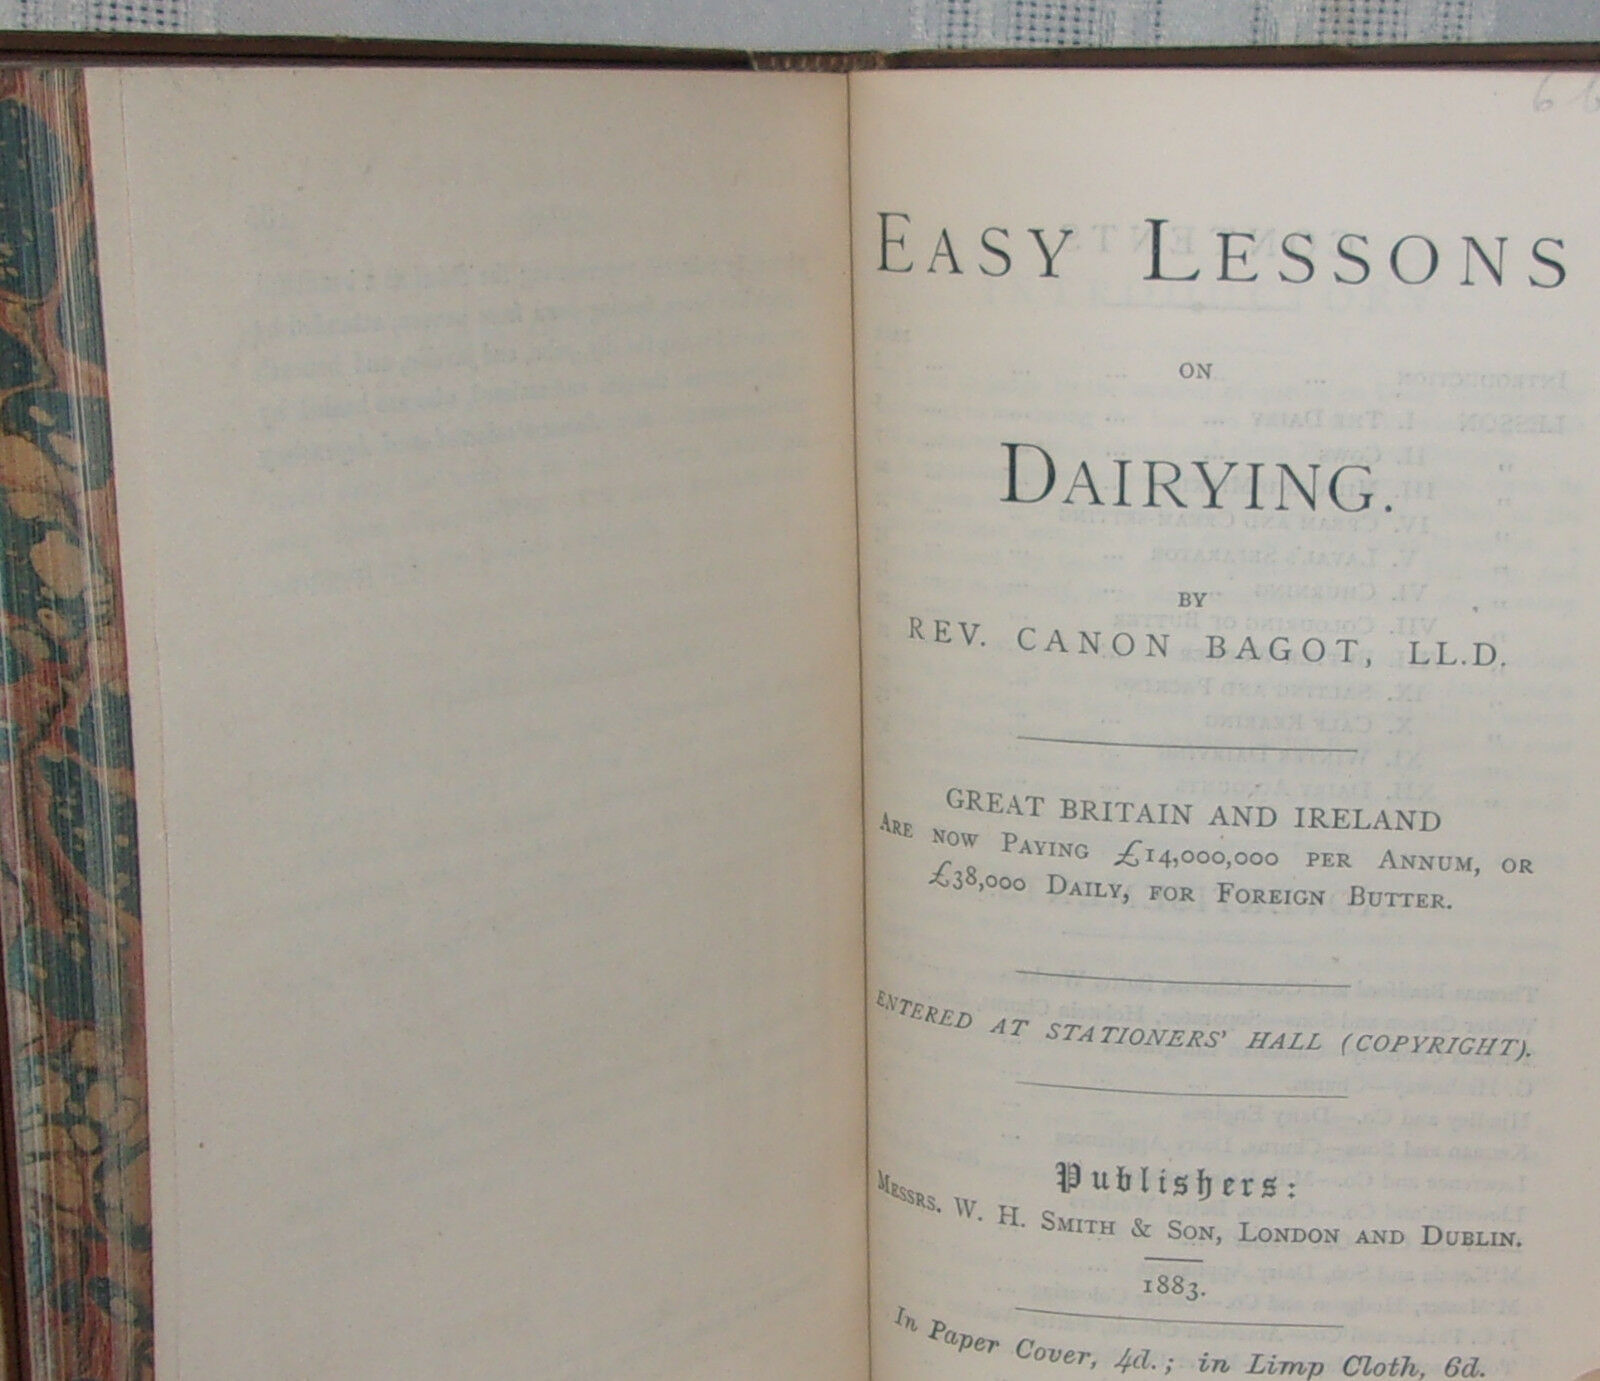 EASY LESSONS
ON
DAIRYING.
BY
REV. CANON BAGOT, LL.D.
GREAT BRITAIN AND IRELAND
ARE NOW PAYING £14,000,000 PER ANNUM, OR
£38,000 DAILY, FOR FOREIGN BUTTER.
ENTERED AT STATIONERS' HALL (COPYRIGHT).
Publishers:
MESSRS. W. H. SMITH & SON, LONDON AND DUBLIN.
1883.
In Paper Cover, 4d.; in Limp Cloth, 6d.